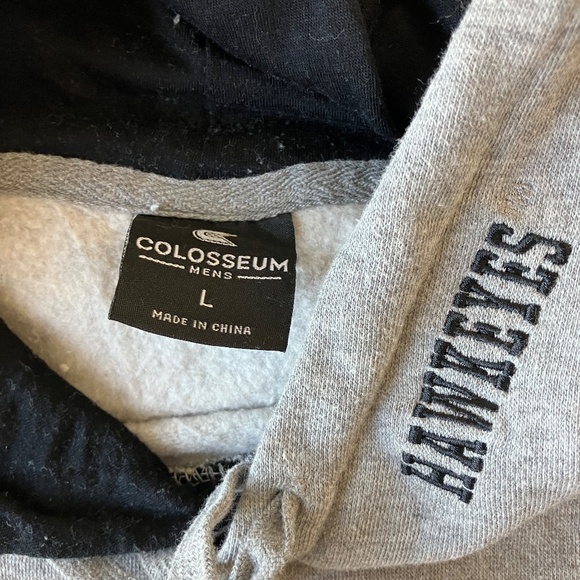 COLOSSEUM
MENS
L
MADE IN CHINA
HAWKEYES